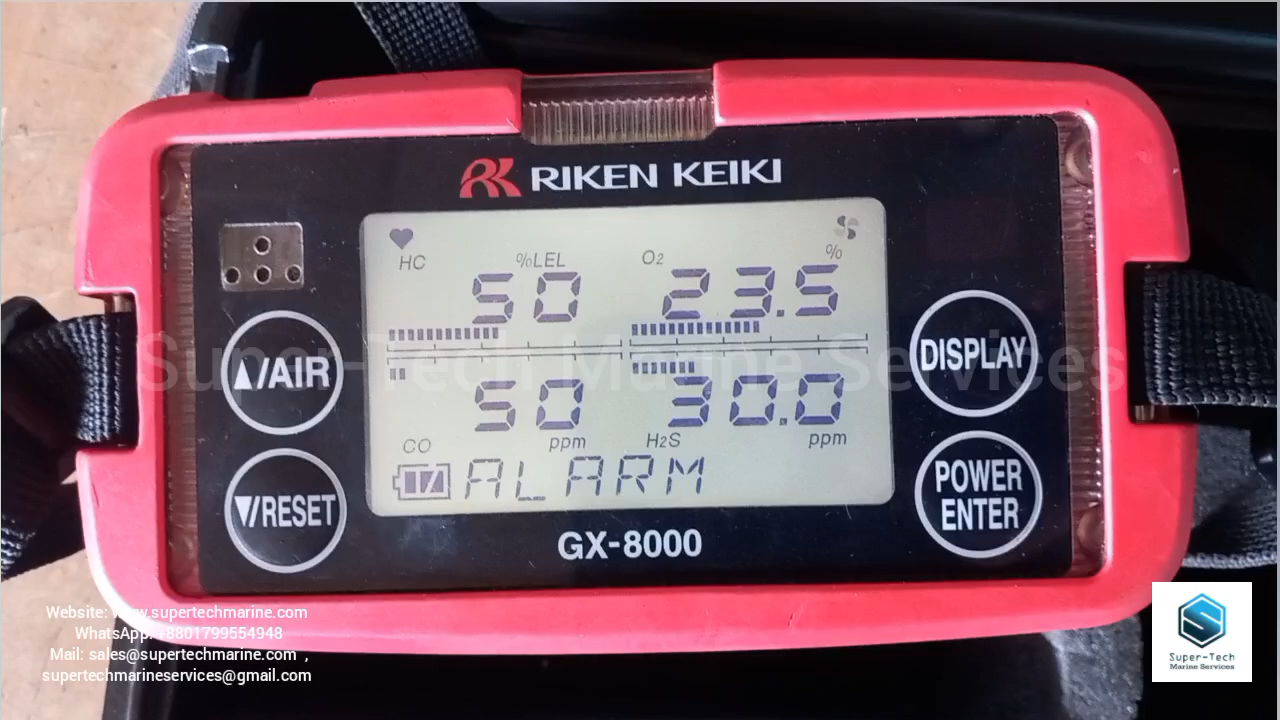 RIKEN KEIKI
HC %LEL O2 %
50 23.5
50 30.0
CO ppm H2S ppm
ALARM
▲/AIR
▼/RESET
DISPLAY
POWER
ENTER
GX-8000
Super-Tech Marine Services
Website: www.supertechmarine.com
WhatsApp: +8801799554948
Mail: sales@supertechmarine.com ,
supertechmarineservices@gmail.com
Super-Tech
Marine Services